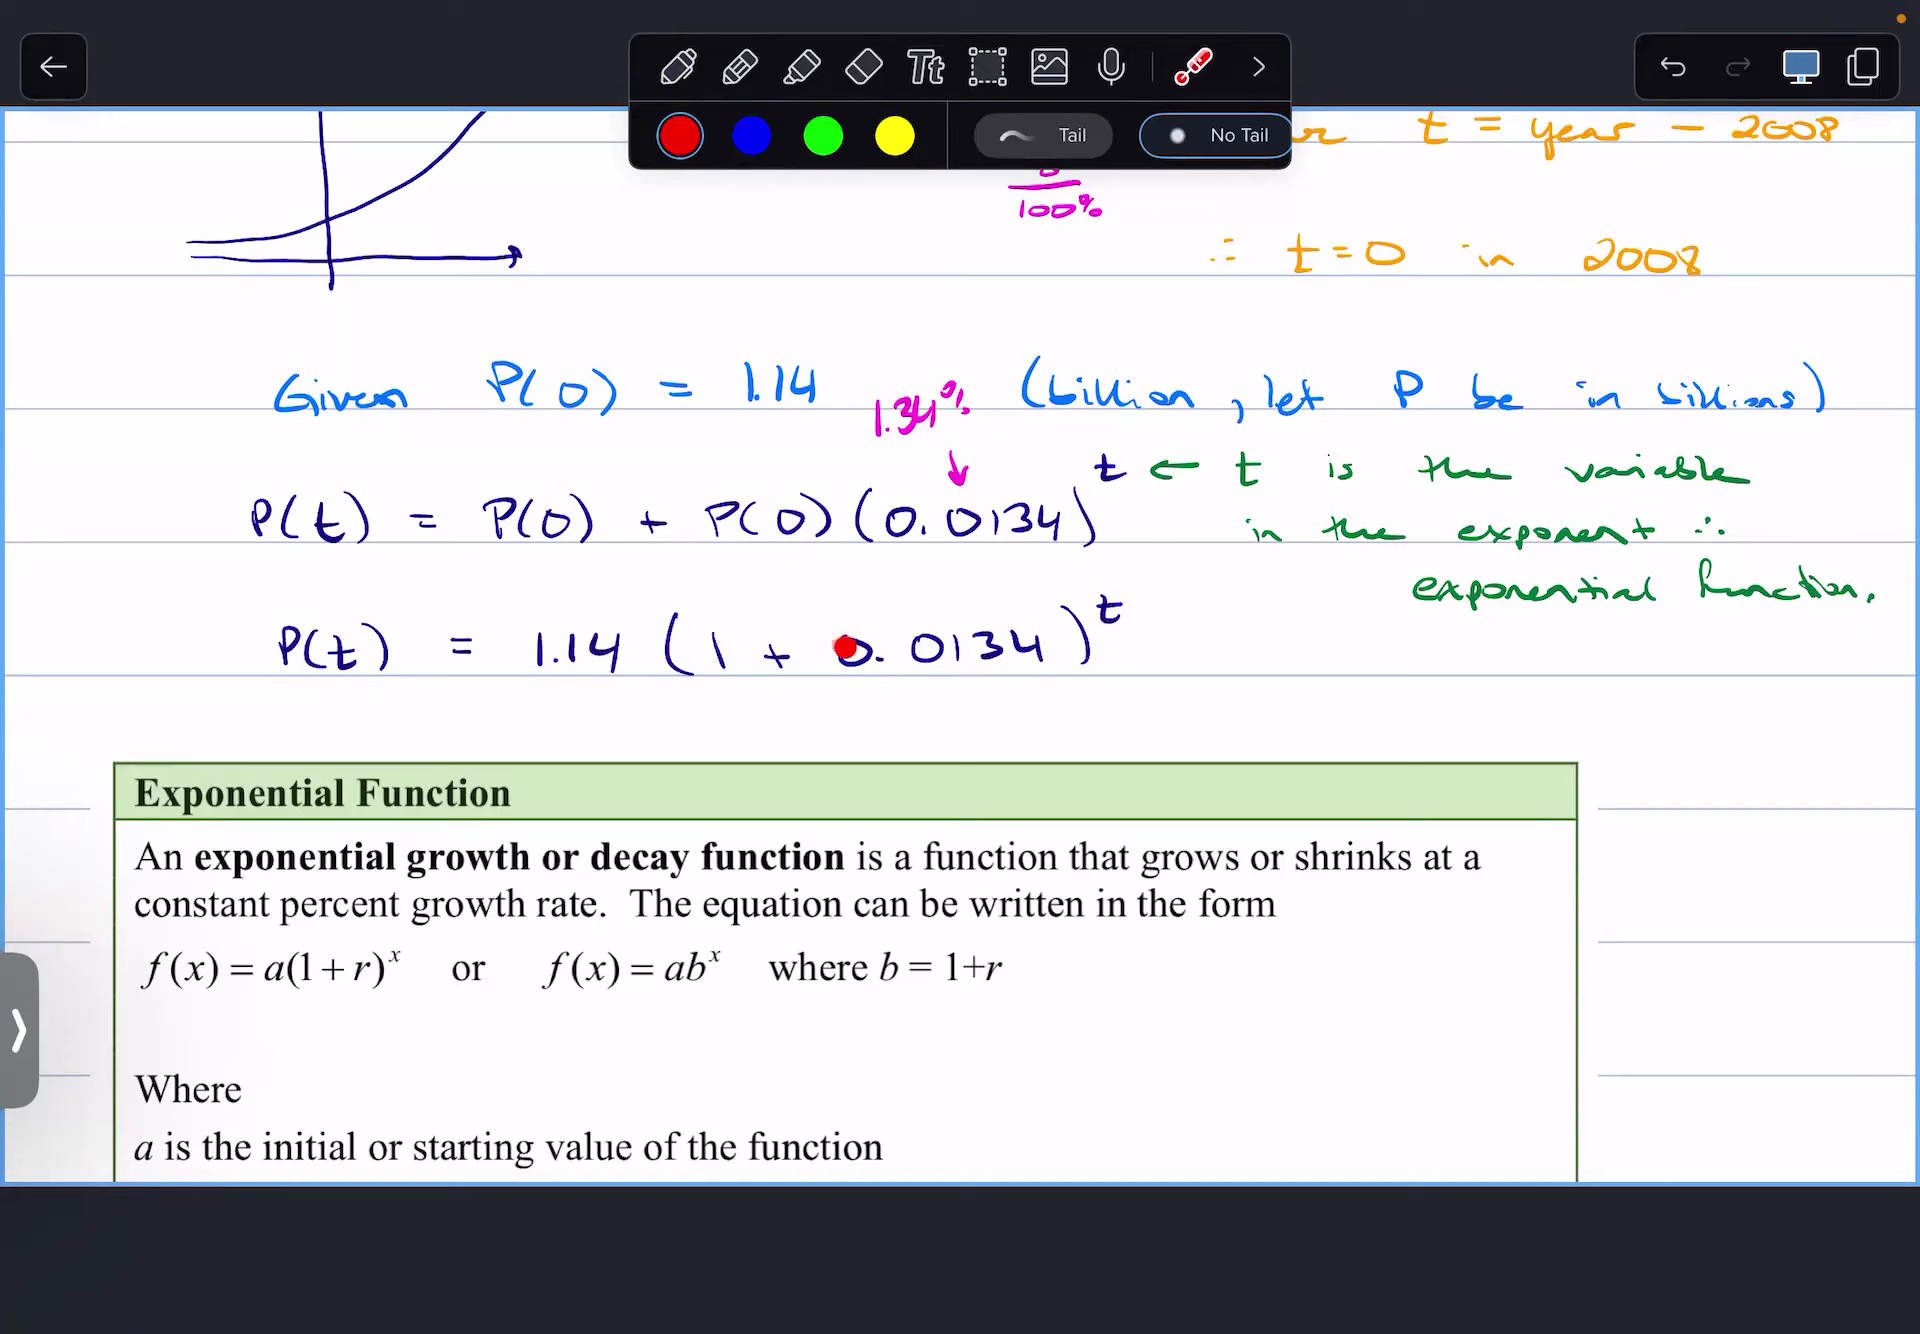 Tt
Tail
No Tail
t = year - 2008
100%
∴ t = 0 in 2008
Given P(0) = 1.14 (billion, let P be in billions)
1.34%
↓
P(t) = P(0) + P(0)(0.0134)^t ← t is the variable
in the exponent ∴
exponential function.
P(t) = 1.14 (1 + 0.0134)^t
Exponential Function
An exponential growth or decay function is a function that grows or shrinks at a
constant percent growth rate. The equation can be written in the form
f(x) = a(1 + r)^x or f(x) = ab^x where b = 1+r
Where
a is the initial or starting value of the function